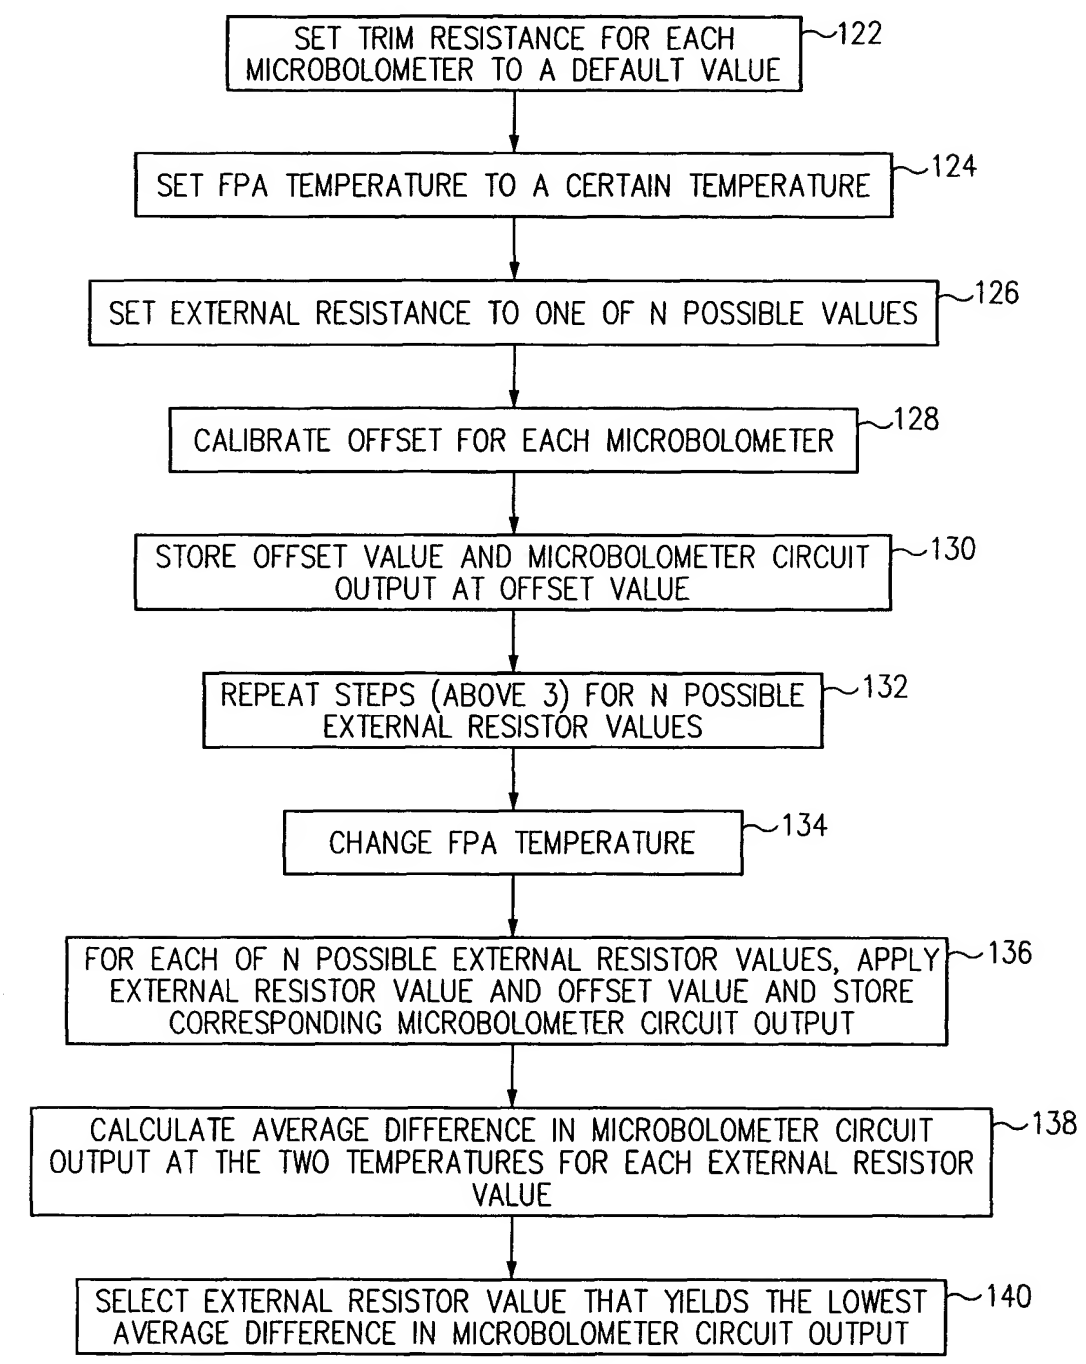 SET TRIM RESISTANCE FOR EACH
MICROBOLOMETER TO A DEFAULT VALUE
122
SET FPA TEMPERATURE TO A CERTAIN TEMPERATURE
124
SET EXTERNAL RESISTANCE TO ONE OF N POSSIBLE VALUES
126
CALIBRATE OFFSET FOR EACH MICROBOLOMETER
128
STORE OFFSET VALUE AND MICROBOLOMETER CIRCUIT
OUTPUT AT OFFSET VALUE
130
REPEAT STEPS (ABOVE 3) FOR N POSSIBLE
EXTERNAL RESISTOR VALUES
132
CHANGE FPA TEMPERATURE
134
FOR EACH OF N POSSIBLE EXTERNAL RESISTOR VALUES, APPLY
EXTERNAL RESISTOR VALUE AND OFFSET VALUE AND STORE
CORRESPONDING MICROBOLOMETER CIRCUIT OUTPUT
136
CALCULATE AVERAGE DIFFERENCE IN MICROBOLOMETER CIRCUIT
OUTPUT AT THE TWO TEMPERATURES FOR EACH EXTERNAL RESISTOR
VALUE
138
SELECT EXTERNAL RESISTOR VALUE THAT YIELDS THE LOWEST
AVERAGE DIFFERENCE IN MICROBOLOMETER CIRCUIT OUTPUT
140